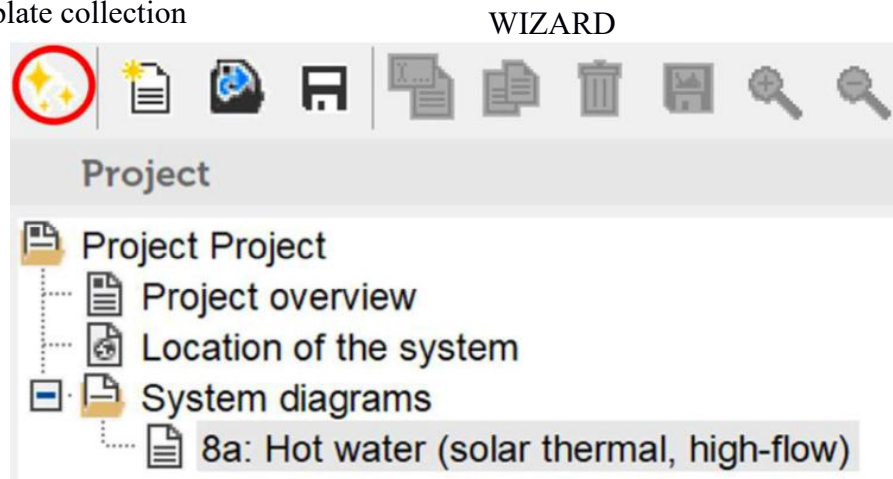 plate collection
WIZARD
Project
Project Project
Project overview
Location of the system
System diagrams
8a: Hot water (solar thermal, high-flow)